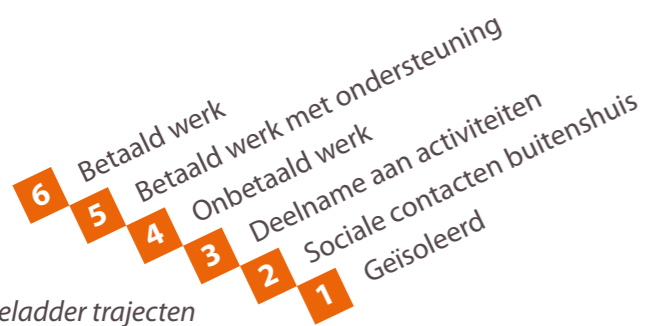 6 Betaald werk
5 Betaald werk met ondersteuning
4 Onbetaald werk
3 Deelname aan activiteiten
2 Sociale contacten buitenshuis
1 Geïsoleerd
trajecten